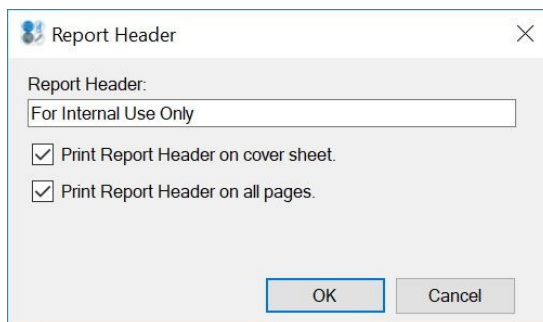 Report Header
Report Header:
For Internal Use Only
Print Report Header on cover sheet.
Print Report Header on all pages.
OK Cancel